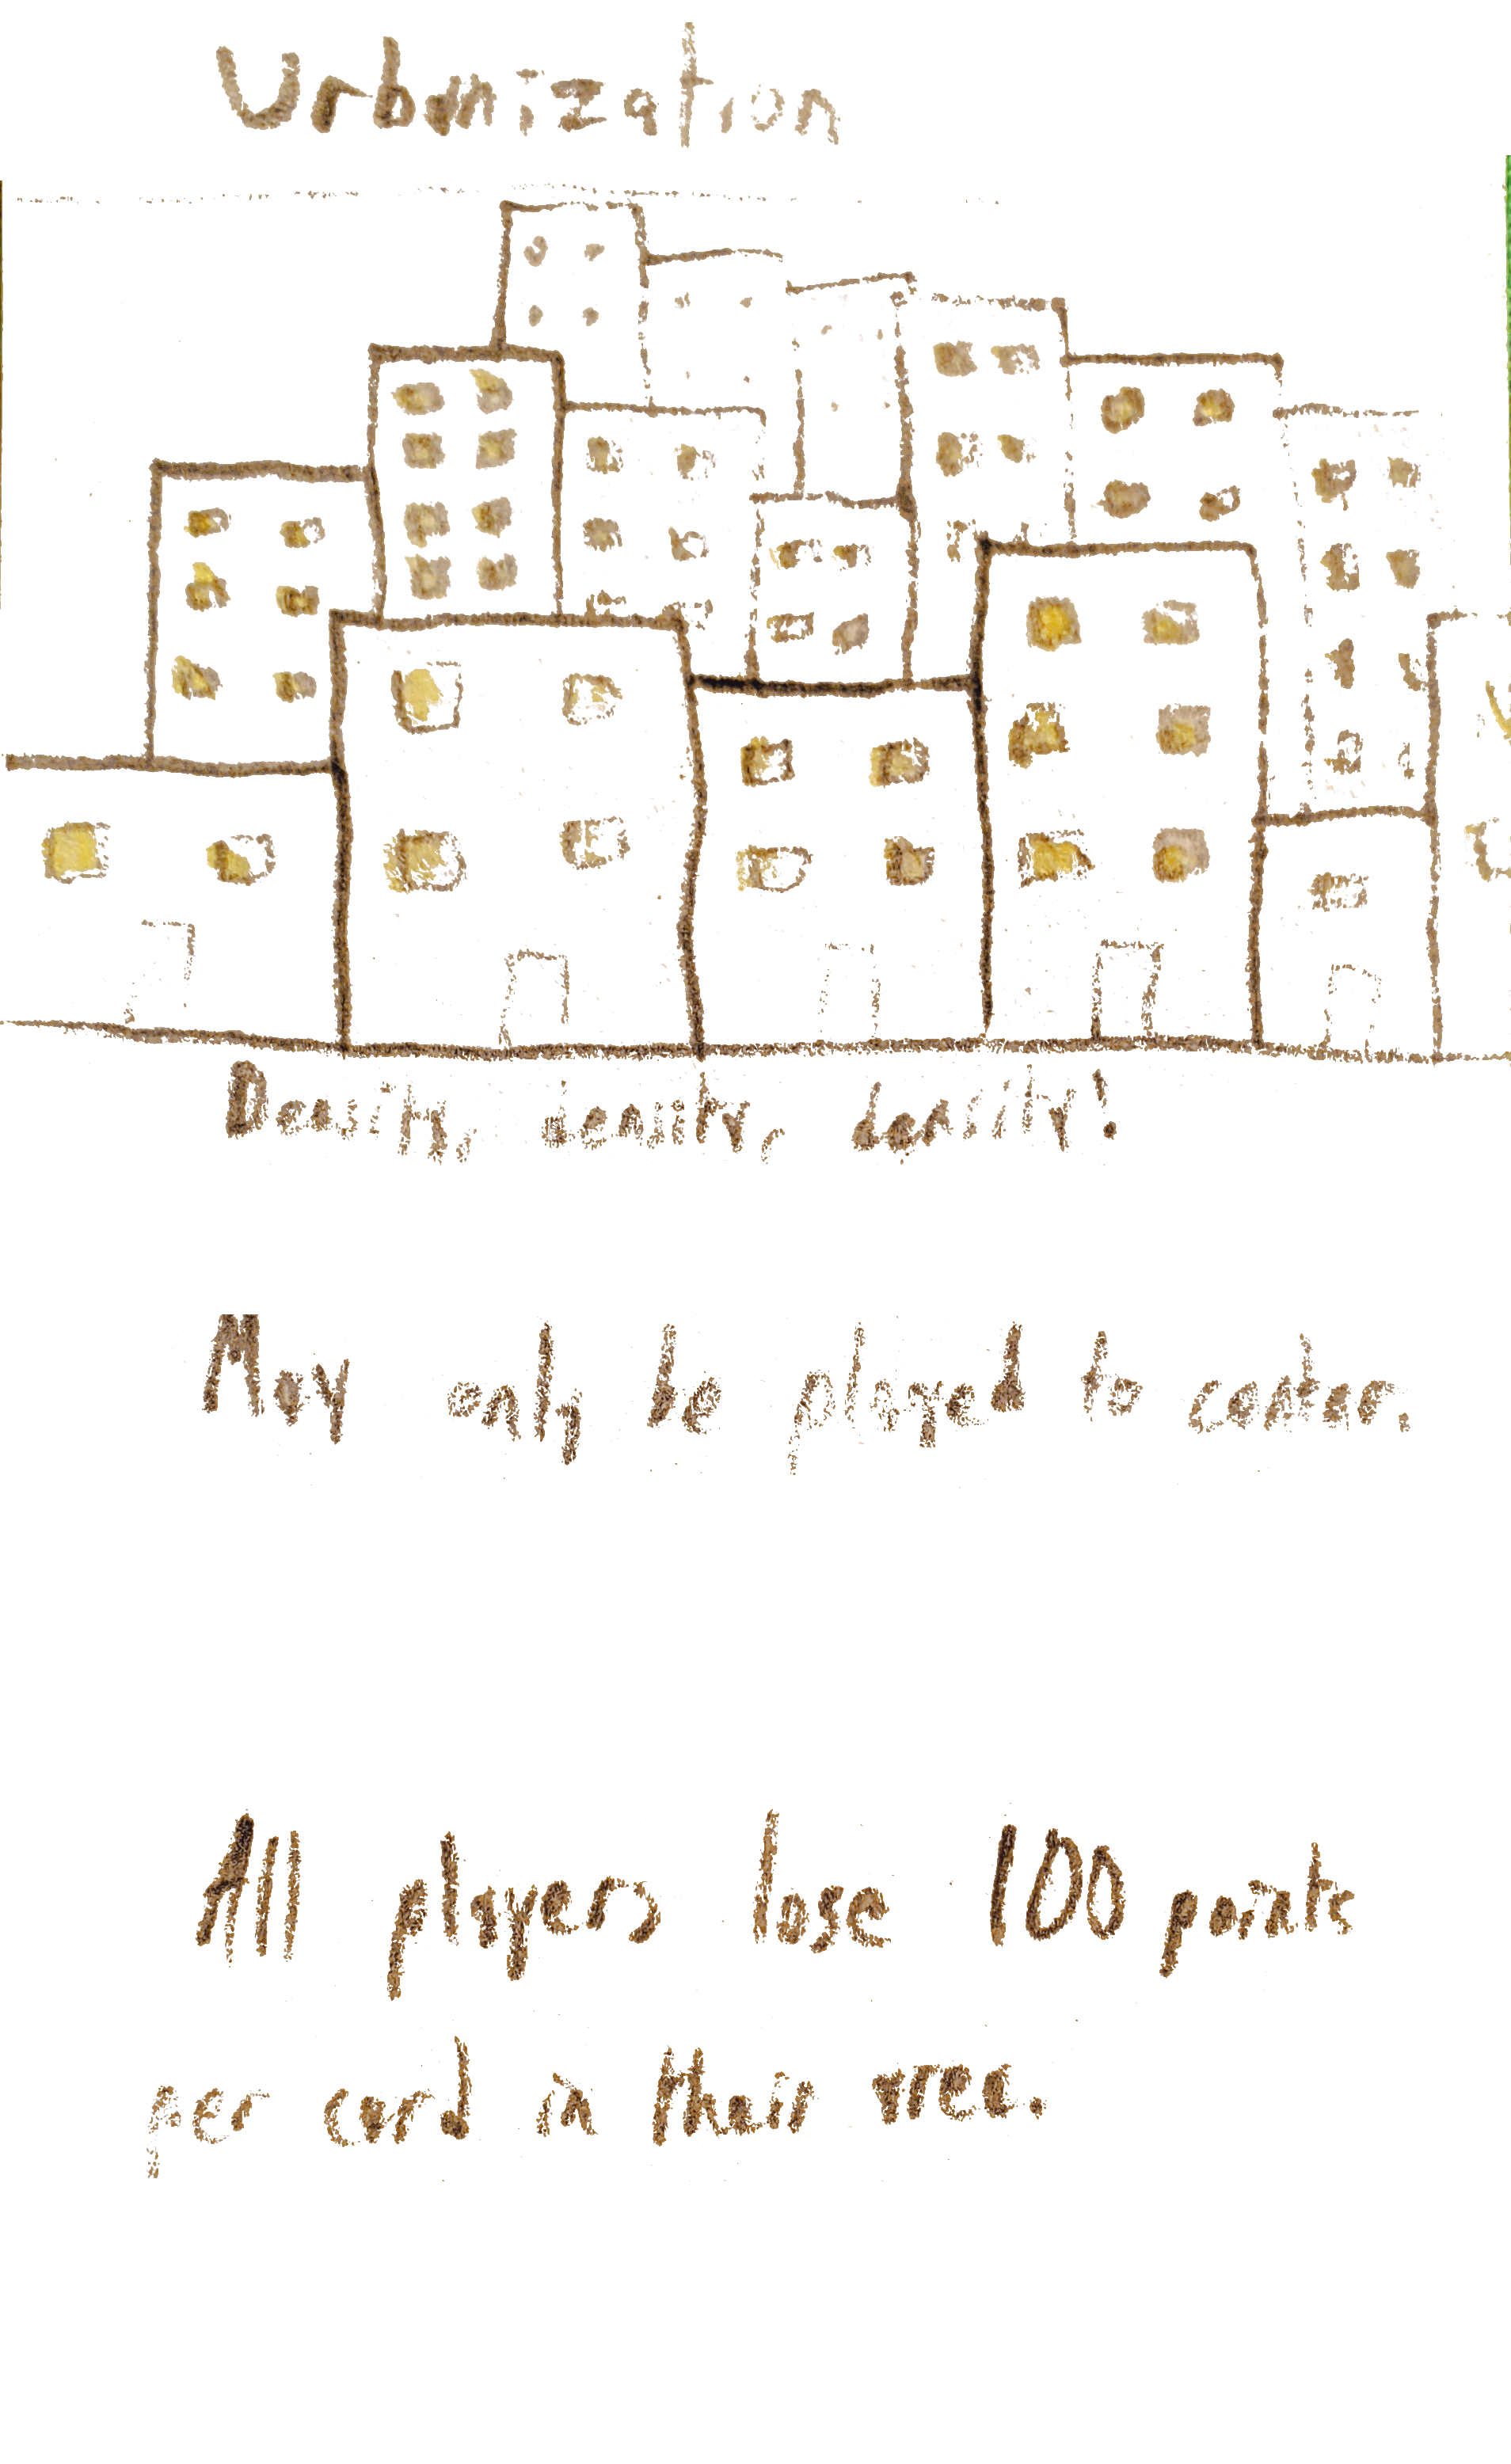 Urbanization
Density, density, density!
May only be played to center.
All players lose 100 points
per card in their area.